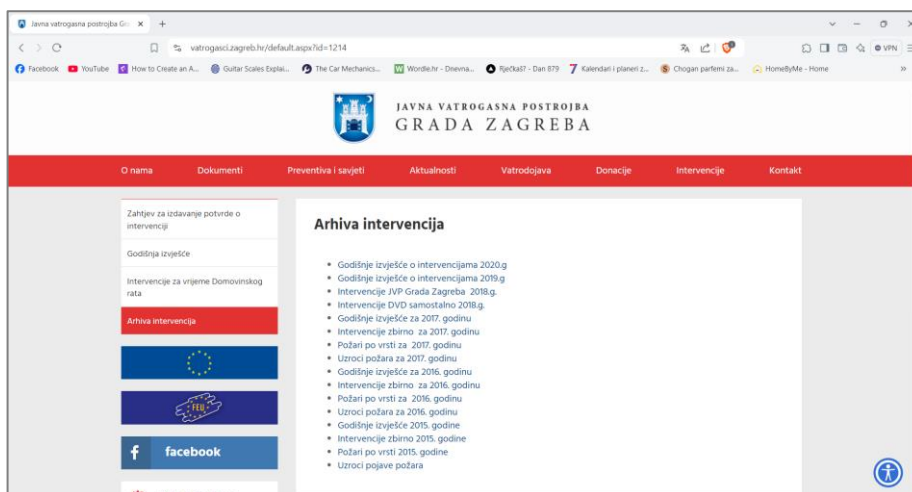 Javna vatrogasna postrojba Gr
vatrogasci.zagreb.hr/default.aspx?id=1214
VPN
Facebook
YouTube
How to Create an A...
Guitar Scales Explai...
The Car Mechanics...
Wordle.hr - Dnevna...
Riječkaš? - Dan 879
Kalendari i planeri z...
Chogan parfemi za...
HomeByMe - Home
JAVNA VATROGASNA POSTROJBA
GRADA ZAGREBA
O nama
Dokumenti
Preventiva i savjeti
Aktualnosti
Vatrodojava
Donacije
Intervencije
Kontakt
Zahtjev za izdavanje potvrde o
intervenciji
Godišnja izvješće
Intervencije za vrijeme Domovinskog
rata
Arhiva intervencija
FEU
facebook
Arhiva intervencija
Godišnje izvješće o intervencijama 2020.g
Godišnje izvješće o intervencijama 2019.g
Intervencije JVP Grada Zagreba 2018.g.
Intervencije DVD samostalno 2018.g.
Godišnje izvješće za 2017. godinu
Intervencije zbirno za 2017. godinu
Požari po vrsti za 2017. godinu
Uzroci požara za 2017. godinu
Godišnje izvješće za 2016. godinu
Intervencije zbirno za 2016. godinu
Požari po vrsti za 2016. godinu
Uzroci požara za 2016. godinu
Godišnje izvješće 2015. godine
Intervencije zbirno 2015. godine
Požari po vrsti 2015. godine
Uzroci pojave požara